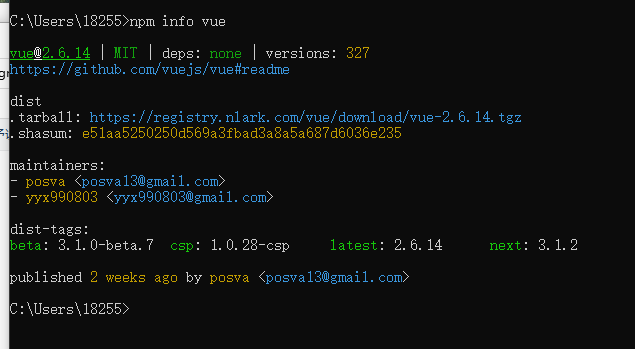 C:\Users\18255>npm info vue
vue@2.6.14 | MIT | deps: none | versions: 327
https://github.com/vuejs/vue#readme
dist
.tarball: https://registry.nlark.com/vue/download/vue-2.6.14.tgz
.shasum: e51aa5250250d569a3fbad3a8a5a687d6036e235
maintainers:
- posva <posva13@gmail.com>
- yyx990803 <yyx990803@gmail.com>
dist-tags:
beta: 3.1.0-beta.7 csp: 1.0.28-csp latest: 2.6.14 next: 3.1.2
published 2 weeks ago by posva <posva13@gmail.com>
C:\Users\18255>